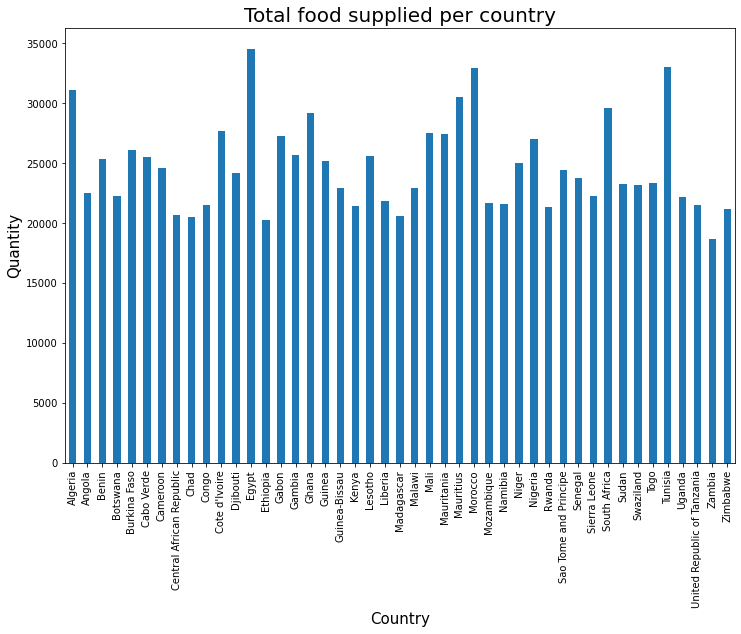 Total food supplied per country
Quantity
35000
30000
25000
20000
15000
10000
5000
0
Algeria
Angola
Benin
Botswana
Burkina Faso
Cabo Verde
Cameroon
Central African Republic
Chad
Congo
Cote d'Ivoire
Djibouti
Egypt
Ethiopia
Gabon
Gambia
Ghana
Guinea
Guinea-Bissau
Kenya
Lesotho
Liberia
Madagascar
Malawi
Mali
Mauritania
Mauritius
Morocco
Mozambique
Namibia
Niger
Nigeria
Rwanda
Sao Tome and Principe
Senegal
Sierra Leone
South Africa
Sudan
Swaziland
Togo
Tunisia
Uganda
United Republic of Tanzania
Zambia
Zimbabwe
Country